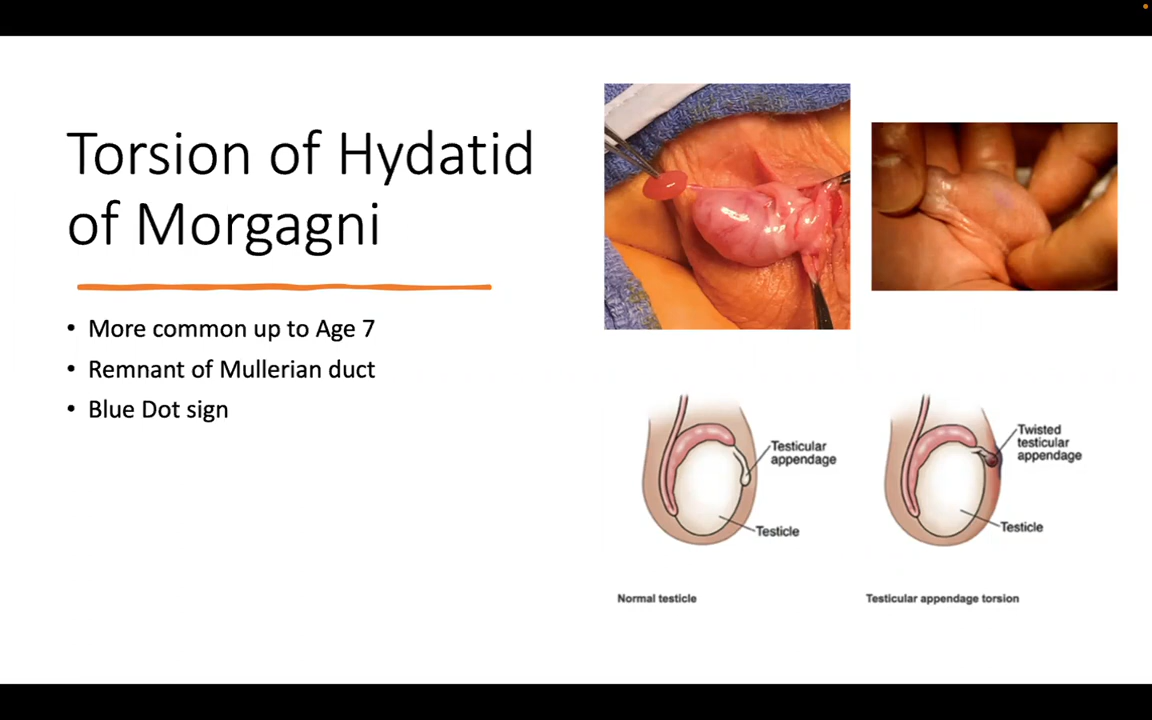 Torsion of Hydatid
of Morgagni
• More common up to Age 7
• Remnant of Mullerian duct
• Blue Dot sign
Testicular
appendage
Testicle
Normal testicle
Twisted
testicular
appendage
Testicle
Testicular appendage torsion